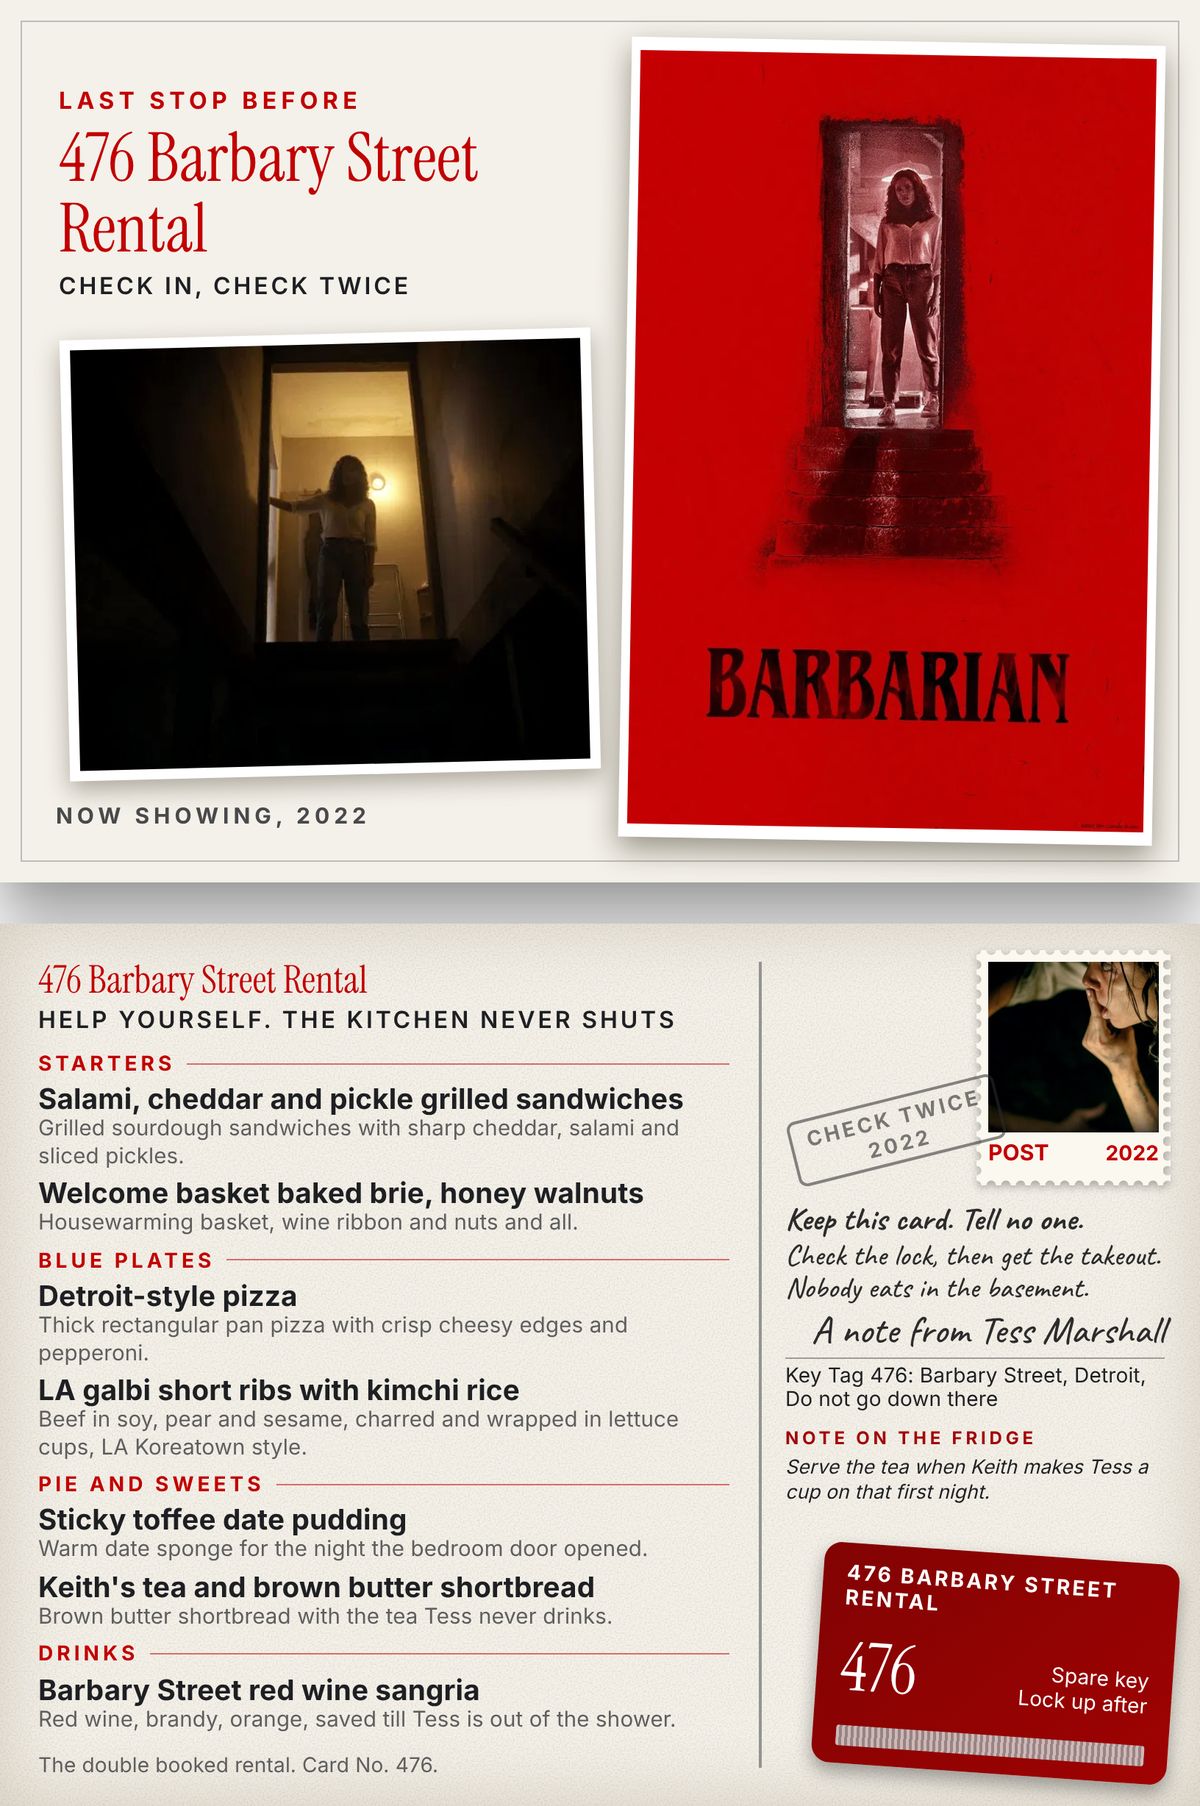 LAST STOP BEFORE
476 Barbary Street
Rental
CHECK IN, CHECK TWICE
BARBARIAN
NOW SHOWING, 2022
476 Barbary Street Rental
HELP YOURSELF. THE KITCHEN NEVER SHUTS
STARTERS
Salami, cheddar and pickle grilled sandwiches
Grilled sourdough sandwiches with sharp cheddar, salami and
sliced pickles.
Welcome basket baked brie, honey walnuts
Housewarming basket, wine ribbon and nuts and all.
BLUE PLATES
Detroit-style pizza
Thick rectangular pan pizza with crisp cheesy edges and
pepperoni.
LA galbi short ribs with kimchi rice
Beef in soy, pear and sesame, charred and wrapped in lettuce
cups, LA Koreatown style.
PIE AND SWEETS
Sticky toffee date pudding
Warm date sponge for the night the bedroom door opened.
Keith's tea and brown butter shortbread
Brown butter shortbread with the tea Tess never drinks.
DRINKS
Barbary Street red wine sangria
Red wine, brandy, orange, saved till Tess is out of the shower.
The double booked rental. Card No. 476.
CHECK TWICE
2022
POST 2022
Keep this card. Tell no one.
Check the lock, then get the takeout.
Nobody eats in the basement.
A note from Tess Marshall
Key Tag 476: Barbary Street, Detroit,
Do not go down there
NOTE ON THE FRIDGE
Serve the tea when Keith makes Tess a
cup on that first night.
476 BARBARY STREET
RENTAL
476
Spare key
Lock up after